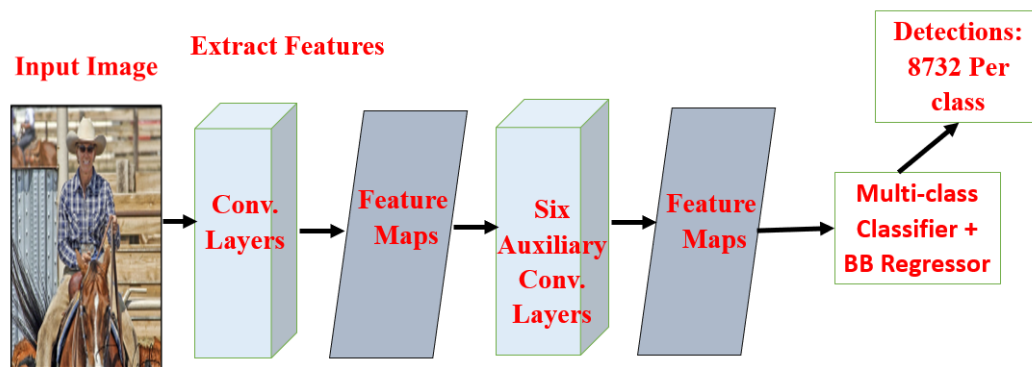 Input Image
Extract Features
Conv.
Layers
Feature
Maps
Six
Auxiliary
Conv.
Layers
Feature
Maps
Multi-class
Classifier +
BB Regressor
Detections:
8732 Per
class